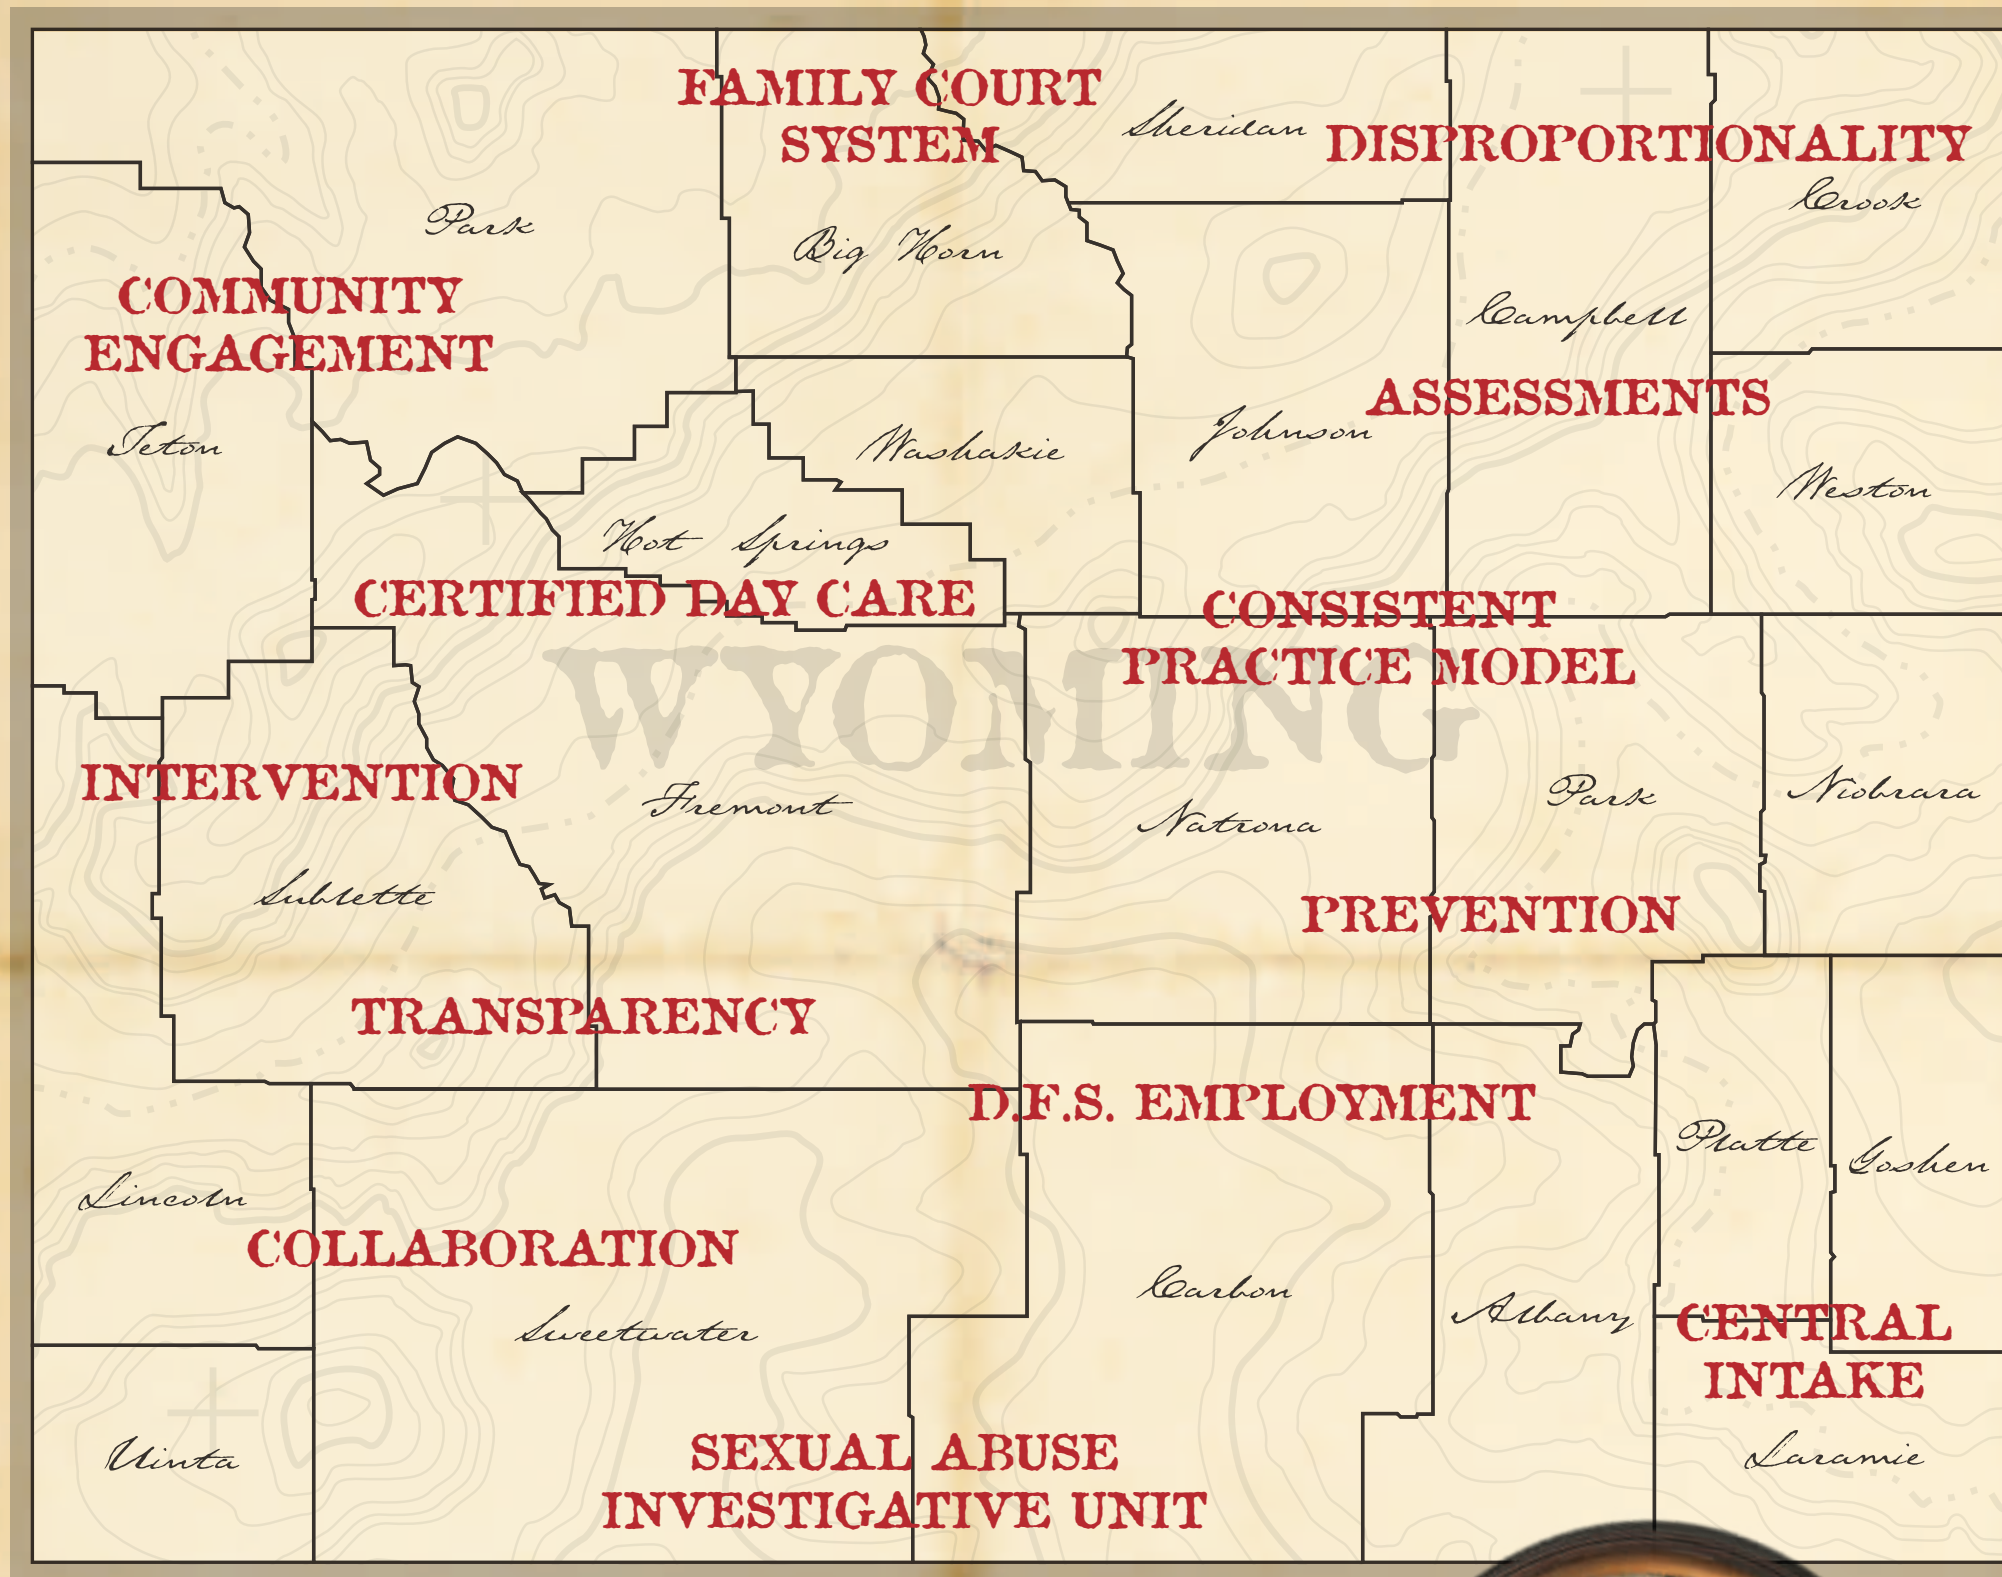 FAMILY COURT
SYSTEM
Sheridan
DISPROPORTIONALITY
Crook
Park
Big Horn
COMMUNITY
ENGAGEMENT
Campbell
ASSESSMENTS
Teton
Washakie
Johnson
Weston
Hot Springs
CERTIFIED DAY CARE
CONSISTENT
PRACTICE MODEL
WYOMING
INTERVENTION
Fremont
Natrona
Park
Niobrara
Sublette
PREVENTION
TRANSPARENCY
D.F.S. EMPLOYMENT
Platte
Goshen
Lincoln
COLLABORATION
Sweetwater
Carbon
Albany
CENTRAL
INTAKE
Uinta
SEXUAL ABUSE
INVESTIGATIVE UNIT
Laramie